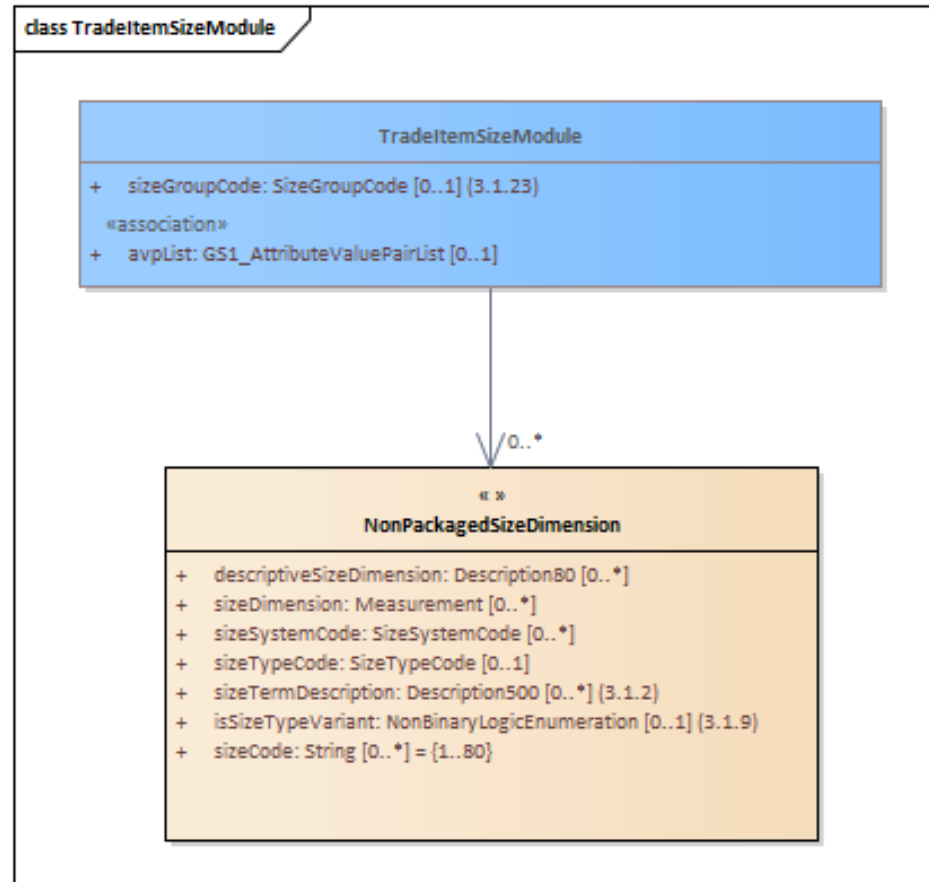 class TradeItemSizeModule
TradeItemSizeModule
+ sizeGroupCode: SizeGroupCode [0..1] (3.1.23)
«association»
+ avpList: GS1_AttributeValuePairList [0..1]
0..*
« »
NonPackagedSizeDimension
+ descriptiveSizeDimension: Description80 [0..*]
+ sizeDimension: Measurement [0..*]
+ sizeSystemCode: SizeSystemCode [0..*]
+ sizeTypeCode: SizeTypeCode [0..1]
+ sizeTermDescription: Description500 [0..*] (3.1.2)
+ isSizeTypeVariant: NonBinaryLogicEnumeration [0..1] (3.1.9)
+ sizeCode: String [0..*] = {1..80}